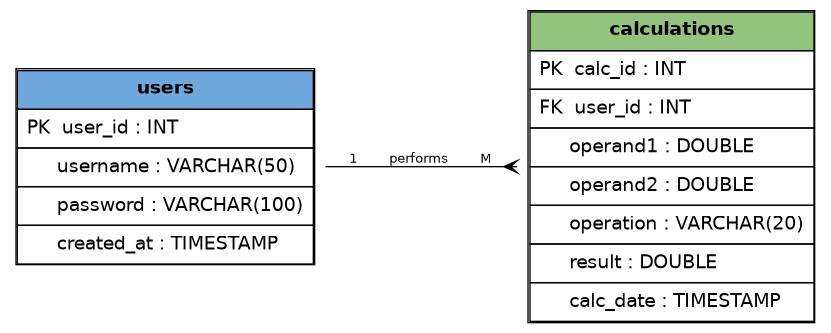 users
PK user_id : INT
username : VARCHAR(50)
password : VARCHAR(100)
created_at : TIMESTAMP
1 performs M
calculations
PK calc_id : INT
FK user_id : INT
operand1 : DOUBLE
operand2 : DOUBLE
operation : VARCHAR(20)
result : DOUBLE
calc_date : TIMESTAMP